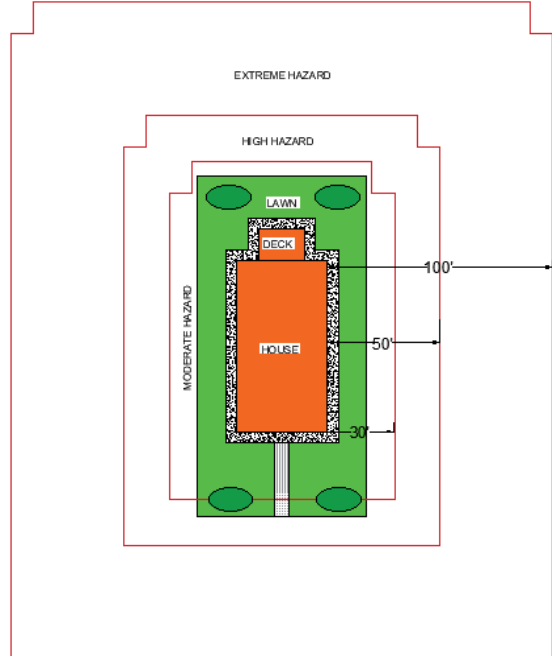 EXTREME HAZARD
HIGH HAZARD
LAWN
DECK
100'
MODERATE HAZARD
HOUSE
50'
30'